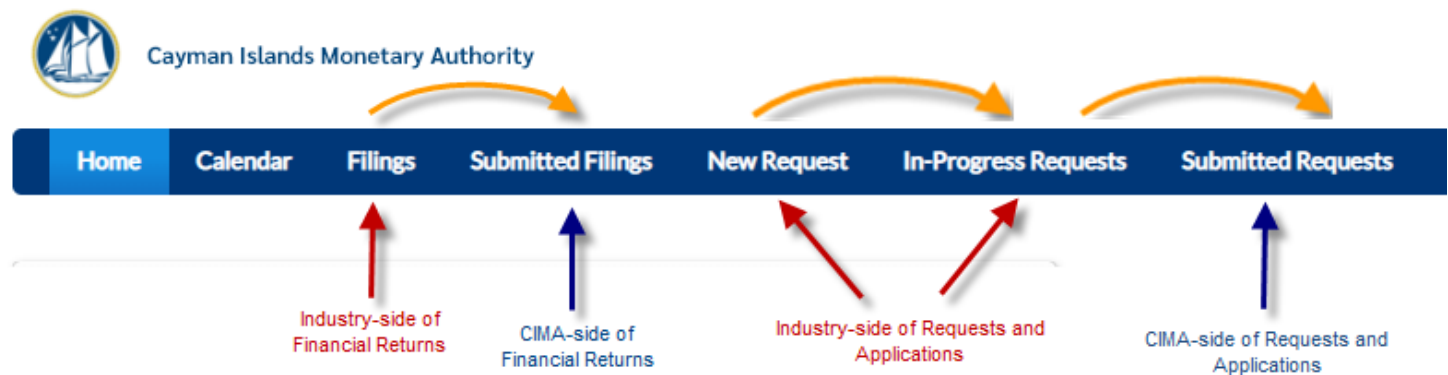 Cayman Islands Monetary Authority
Home Calendar Filings Submitted Filings New Request In-Progress Requests Submitted Requests
Industry-side of
Financial Returns
CIMA-side of
Financial Returns
Industry-side of Requests and
Applications
CIMA-side of Requests and
Applications